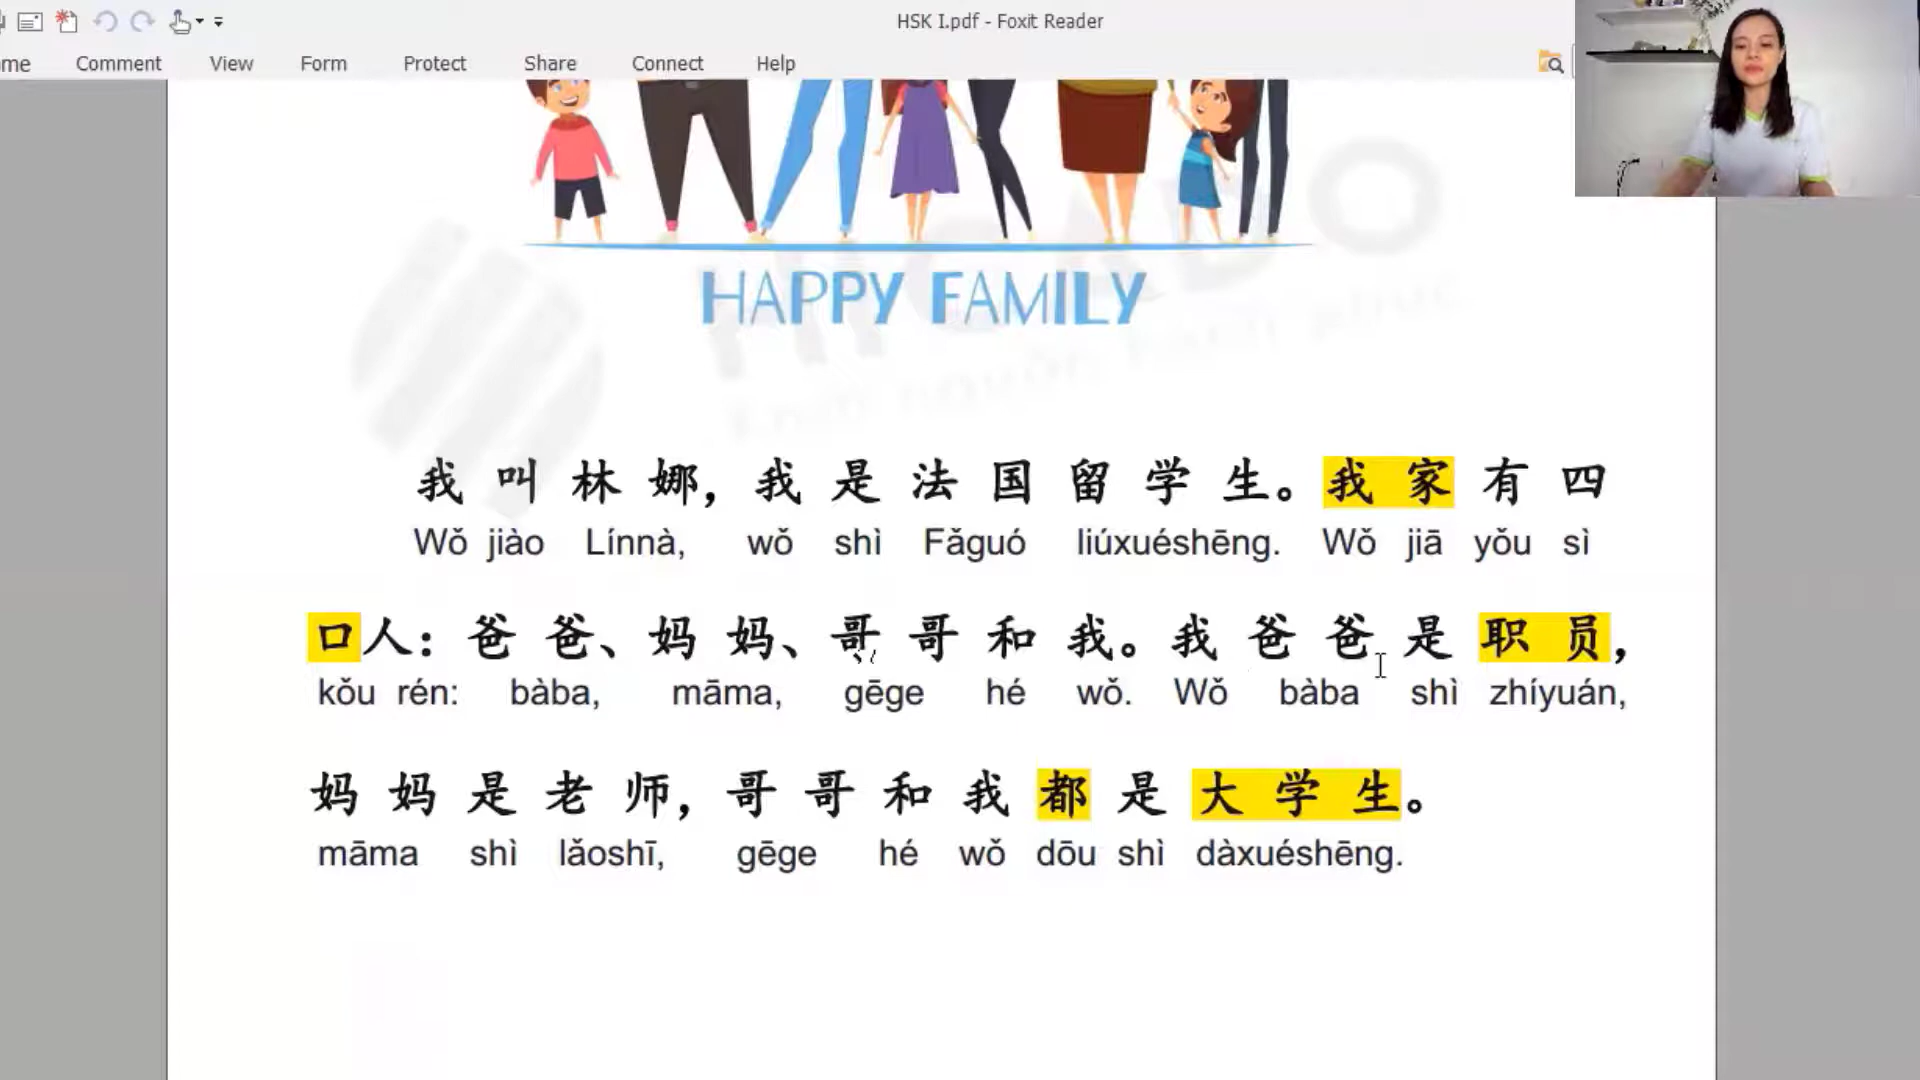 HSK I.pdf - Foxit Reader
Comment View Form Protect Share Connect Help
HAPPY FAMILY
我叫林娜，我是法国留学生。我家有四
Wǒ jiào Línnà, wǒ shì Fǎguó liúxuéshēng. Wǒ jiā yǒu sì
口人：爸爸、妈妈、哥哥和我。我爸爸是职员，
kǒu rén: bàba, māma, gēge hé wǒ. Wǒ bàba shì zhíyuán,
妈妈是老师，哥哥和我都是大学生。
māma shì lǎoshī, gēge hé wǒ dōu shì dàxuéshēng.